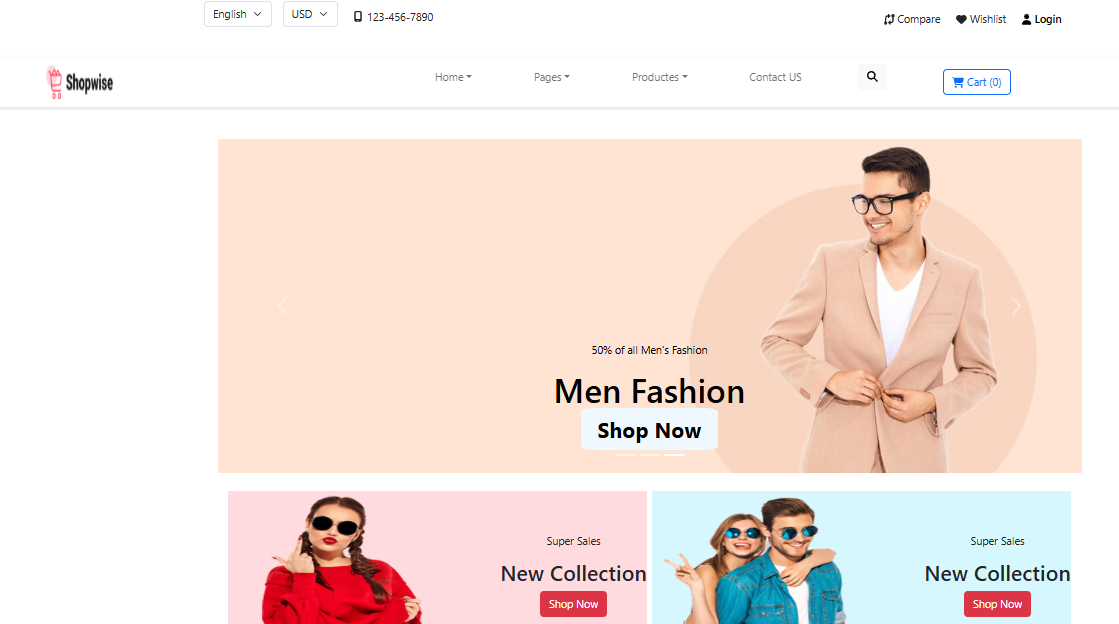 English USD 123-456-7890 Compare Wishlist Login
Shopwise Home Pages Productes Contact US Cart (0)
50% of all Men's Fashion
Men Fashion
Shop Now
Super Sales
New Collection
Shop Now
Super Sales
New Collection
Shop Now